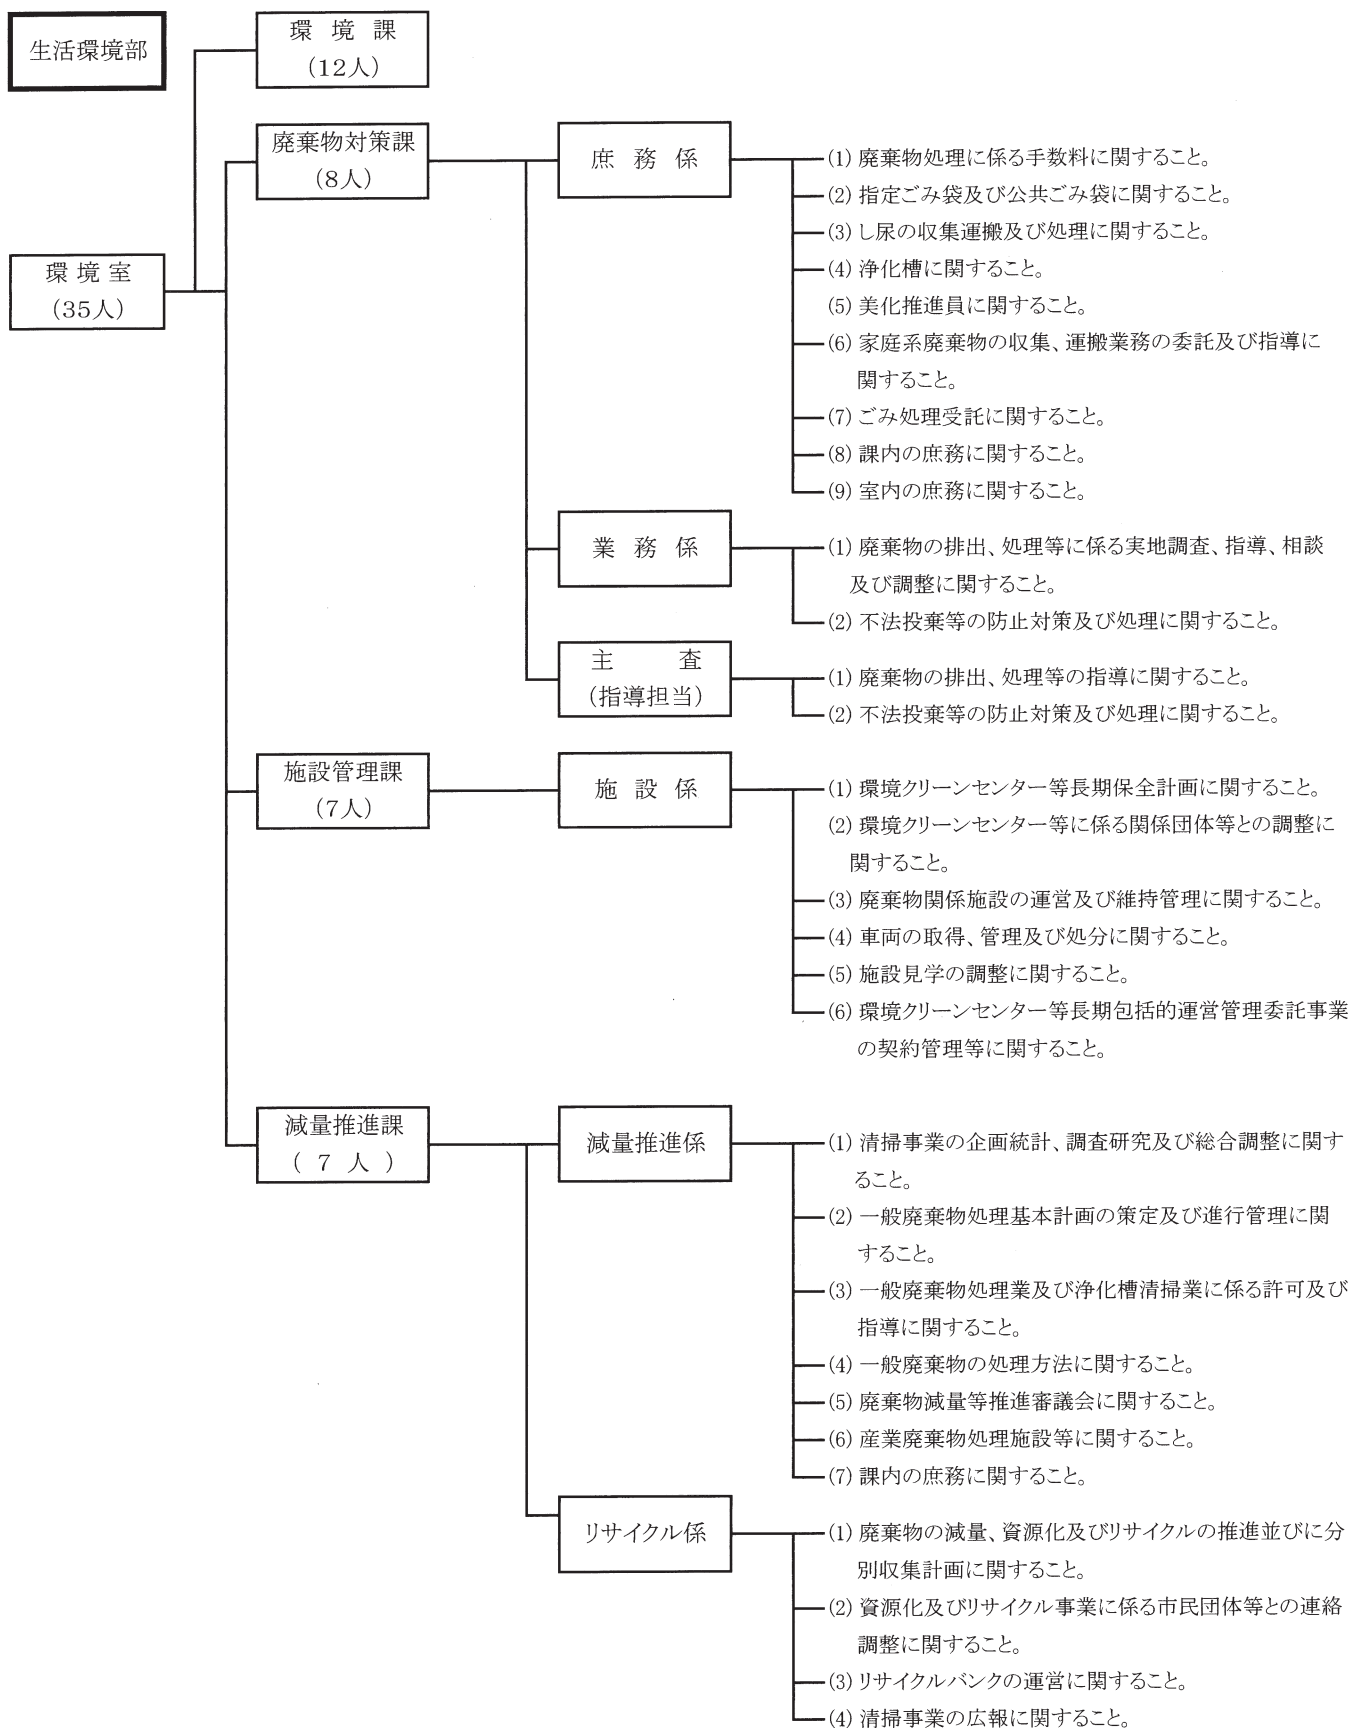 生活環境部
環境課
(12人)
廃棄物対策課
(8人)
環境室
(35人)
庶務係
(1) 廃棄物処理に係る手数料に関すること。
(2) 指定ごみ袋及び公共ごみ袋に関すること。
(3) し尿の収集運搬及び処理に関すること。
(4) 浄化槽に関すること。
(5) 美化推進員に関すること。
(6) 家庭系廃棄物の収集、運搬業務の委託及び指導に
関すること。
(7) ごみ処理受託に関すること。
(8) 課内の庶務に関すること。
(9) 室内の庶務に関すること。
業務係
(1) 廃棄物の排出、処理等に係る実地調査、指導、相談
及び調整に関すること。
(2) 不法投棄等の防止対策及び処理に関すること。
主査
(指導担当)
(1) 廃棄物の排出、処理等の指導に関すること。
(2) 不法投棄等の防止対策及び処理に関すること。
施設管理課
(7人)
施設係
(1) 環境クリーンセンター等長期保全計画に関すること。
(2) 環境クリーンセンター等に係る関係団体等との調整に
関すること。
(3) 廃棄物関係施設の運営及び維持管理に関すること。
(4) 車両の取得、管理及び処分に関すること。
(5) 施設見学の調整に関すること。
(6) 環境クリーンセンター等長期包括的運営管理委託事業
の契約管理等に関すること。
減量推進課
(7人)
減量推進係
(1) 清掃事業の企画統計、調査研究及び総合調整に関す
ること。
(2) 一般廃棄物処理基本計画の策定及び進行管理に関
すること。
(3) 一般廃棄物処理業及び浄化槽清掃業に係る許可及び
指導に関すること。
(4) 一般廃棄物の処理方法に関すること。
(5) 廃棄物減量等推進審議会に関すること。
(6) 産業廃棄物処理施設等に関すること。
(7) 課内の庶務に関すること。
リサイクル係
(1) 廃棄物の減量、資源化及びリサイクルの推進並びに分
別収集計画に関すること。
(2) 資源化及びリサイクル事業に係る市民団体等との連絡
調整に関すること。
(3) リサイクルバンクの運営に関すること。
(4) 清掃事業の広報に関すること。